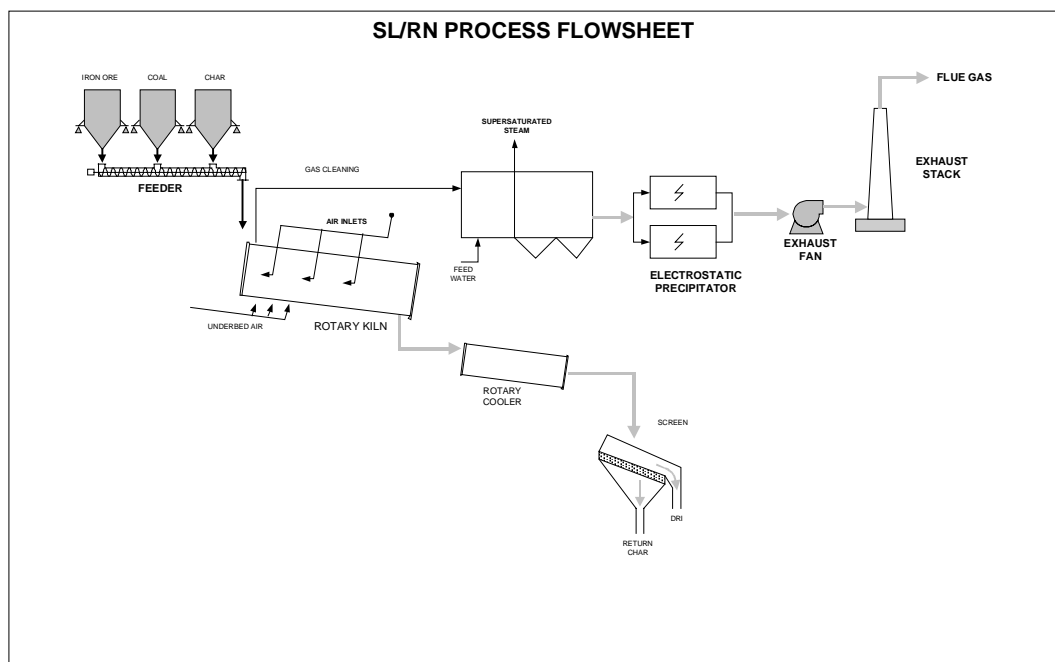 SL/RN PROCESS FLOWSHEET
IRON ORE
COAL
CHAR
FLUE GAS
SUPERSATURATED
STEAM
GAS CLEANING
FEEDER
EXHAUST
STACK
AIR INLETS
EXHAUST
FAN
FEED
WATER
ELECTROSTATIC
PRECIPITATOR
UNDERBED AIR
ROTARY KILN
ROTARY
COOLER
SCREEN
DRI
RETURN
CHAR